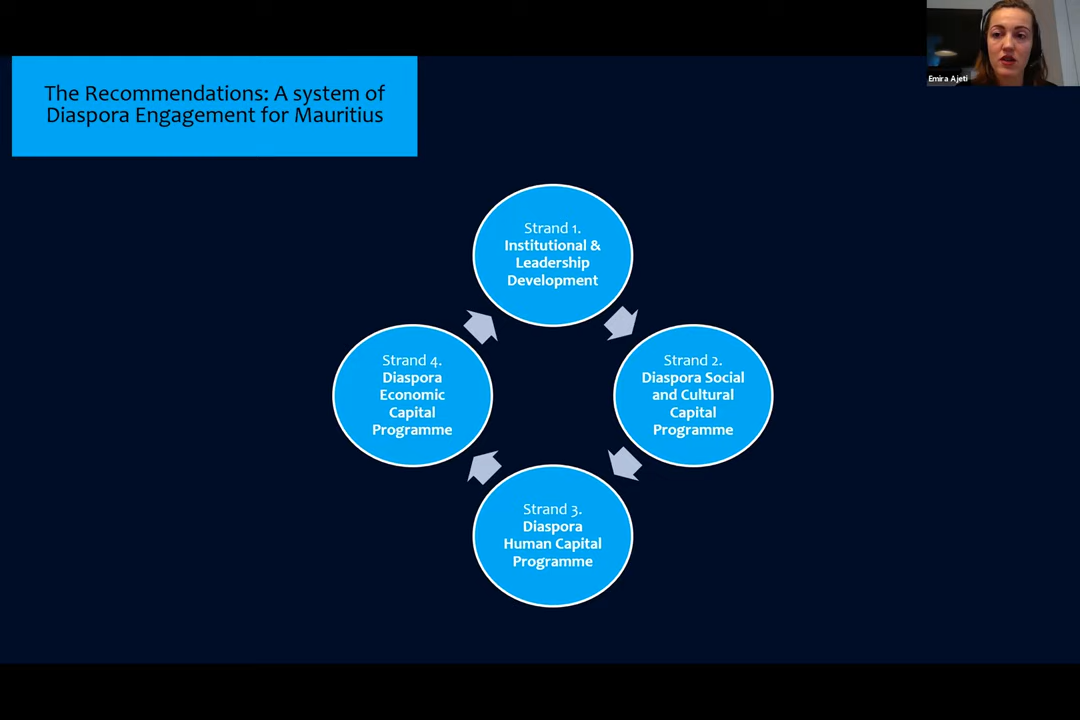 Emira Ajeti
The Recommendations: A system of
Diaspora Engagement for Mauritius
Strand 1.
Institutional &
Leadership
Development
Strand 2.
Diaspora Social
and Cultural
Capital
Programme
Strand 3.
Diaspora
Human Capital
Programme
Strand 4.
Diaspora
Economic
Capital
Programme